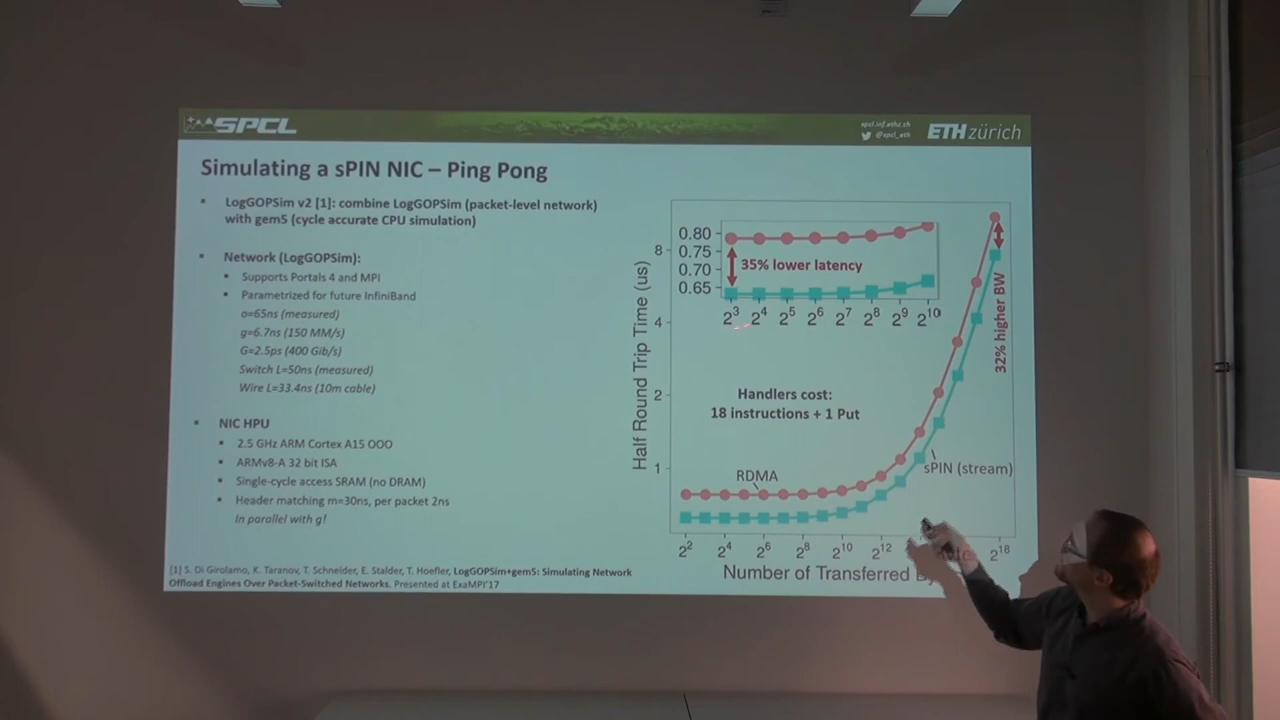 SPCL
spcl.inf.ethz.ch
@spcl_eth
ETH zürich
Simulating a sPIN NIC – Ping Pong
LogGOPSim v2 [1]: combine LogGOPSim (packet-level network)
with gem5 (cycle accurate CPU simulation)
Network (LogGOPSim):
Supports Portals 4 and MPI
Parametrized for future InfiniBand
o=65ns (measured)
g=6.7ns (150 MM/s)
G=2.5ps (400 Gib/s)
Switch L=50ns (measured)
Wire L=33.4ns (10m cable)
NIC HPU
2.5 GHz ARM Cortex A15 OOO
ARMv8-A 32 bit ISA
Single-cycle access SRAM (no DRAM)
Header matching m=30ns, per packet 2ns
In parallel with g!
[1] S. Di Girolamo, K. Taranov, T. Schneider, E. Stalder, T. Hoefler, LogGOPSim+gem5: Simulating Network
Offload Engines Over Packet-Switched Networks. Presented at ExaMPI'17
Half Round Trip Time (us)
8
4
2
1
0.80
0.75
0.70
0.65
35% lower latency
2^3 2^4 2^5 2^6 2^7 2^8 2^9 2^10
32% higher BW
Handlers cost:
18 instructions + 1 Put
RDMA
sPIN (stream)
2^2 2^4 2^6 2^8 2^10 2^12 2^18
Number of Transferred